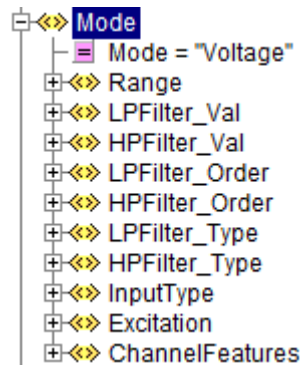 Mode
Mode = "Voltage"
Range
LPFilter_Val
HPFilter_Val
LPFilter_Order
HPFilter_Order
LPFilter_Type
HPFilter_Type
InputType
Excitation
ChannelFeatures